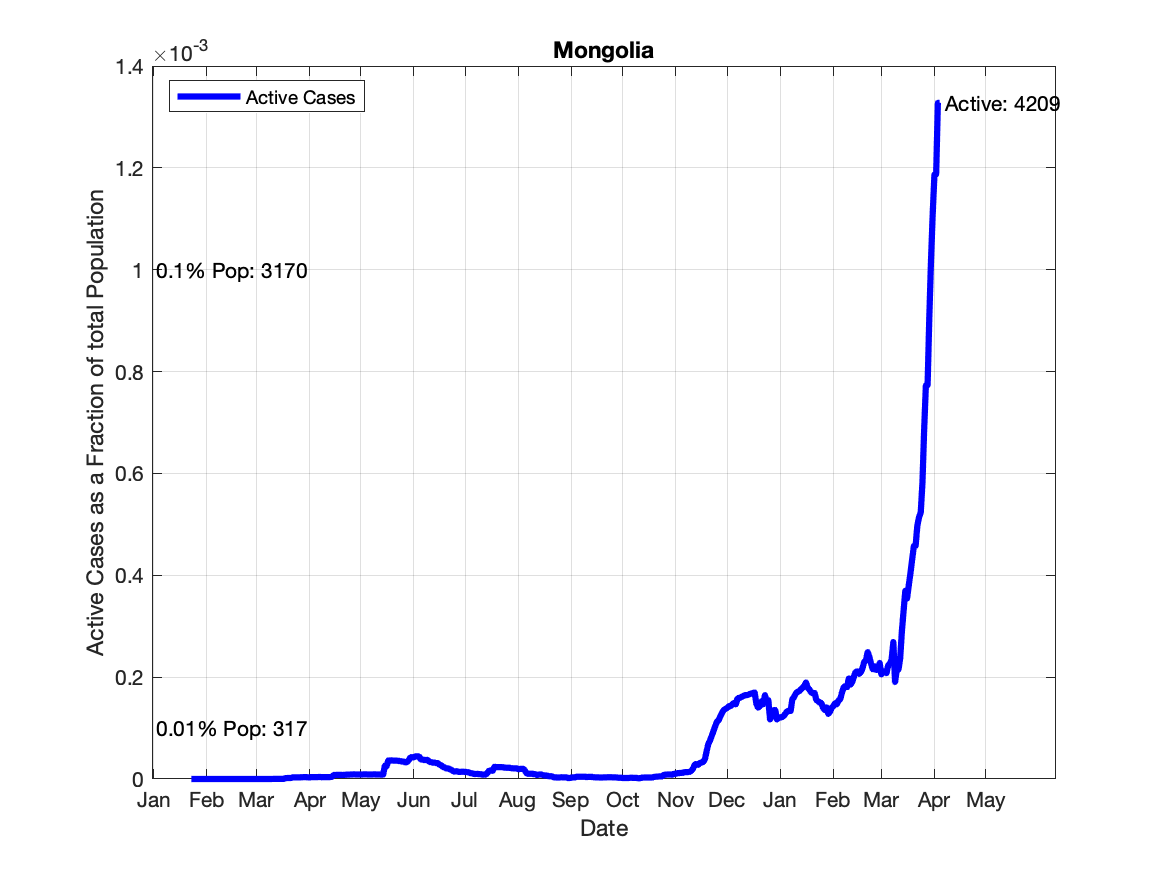 Mongolia
×10-3
1.4
1.2
1
0.8
0.6
0.4
0.2
0
Active Cases
Active: 4209
0.1% Pop: 3170
0.01% Pop: 317
Active Cases as a Fraction of total Population
Jan Feb Mar Apr May Jun Jul Aug Sep Oct Nov Dec Jan Feb Mar Apr May
Date